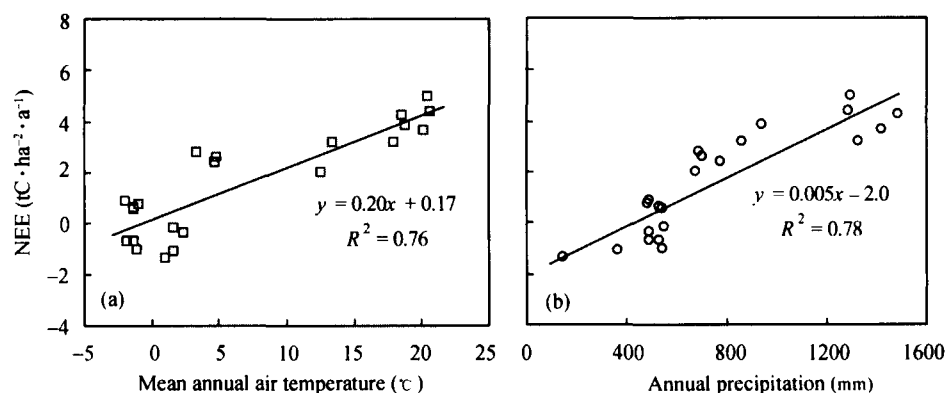 8
6
4
2
0
−2
−4
NEE (tC·ha⁻²·a⁻¹)
y = 0.20x + 0.17
R² = 0.76
(a)
−5 0 5 10 15 20 25
Mean annual air temperature (℃)
y = 0.005x − 2.0
R² = 0.78
(b)
0 400 800 1200 1600
Annual precipitation (mm)